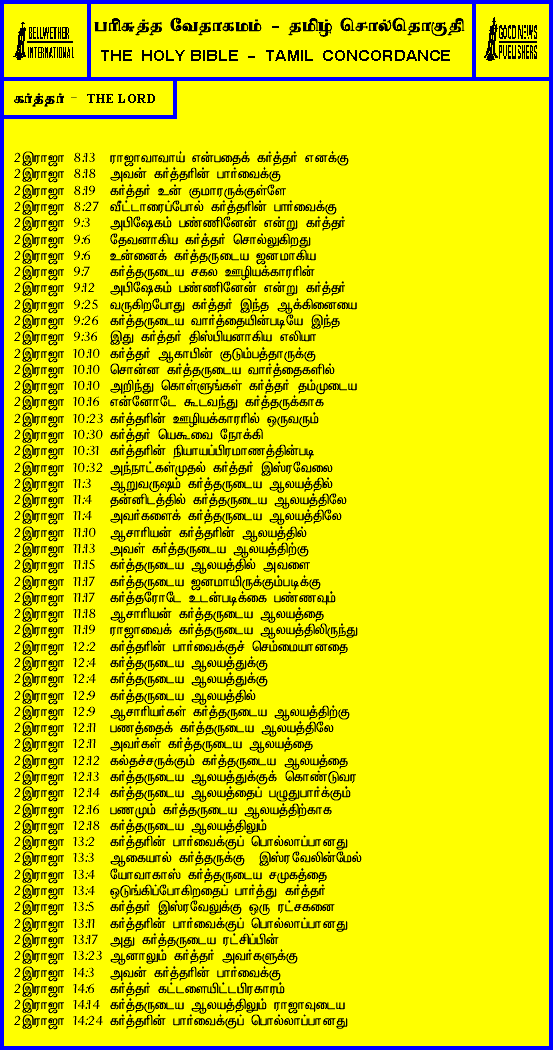 BELLWETHER
INTERNATIONAL
பரிசுத்த வேதாகமம் - தமிழ் சொல்தொகுதி
THE HOLY BIBLE - TAMIL CONCORDANCE
GOOD NEWS
PUBLISHERS
கர்த்தர் - THE LORD
2இராஜா 8:13 ராஜாவாவாய் என்பதைக் கர்த்தர் எனக்கு
2இராஜா 8:18 அவன் கர்த்தரின் பார்வைக்கு
2இராஜா 8:19 கர்த்தர் உன் குமாரருக்குள்ளே
2இராஜா 8:27 வீட்டாரைப்போல் கர்த்தரின் பார்வைக்கு
2இராஜா 9:3 அபிஷேகம் பண்ணினேன் என்று கர்த்தர்
2இராஜா 9:6 தேவனாகிய கர்த்தர் சொல்லுகிறது
2இராஜா 9:6 உன்னைக் கர்த்தருடைய ஜனமாகிய
2இராஜா 9:7 கர்த்தருடைய சகல ஊழியக்காரரின்
2இராஜா 9:12 அபிஷேகம் பண்ணினேன் என்று கர்த்தர்
2இராஜா 9:25 வருகிறபோது கர்த்தர் இந்த ஆக்கினையை
2இராஜா 9:26 கர்த்தருடைய வார்த்தையின்படியே இந்த
2இராஜா 9:36 இது கர்த்தர் திஸ்பியனாகிய எலியா
2இராஜா 10:10 கர்த்தர் ஆகாபின் குடும்பத்தாருக்கு
2இராஜா 10:10 சொன்ன கர்த்தருடைய வார்த்தைகளில்
2இராஜா 10:10 அறிந்து கொள்ளுங்கள் கர்த்தர் தம்முடைய
2இராஜா 10:16 என்னோடே கூடவந்து கர்த்தருக்காக
2இராஜா 10:23 கர்த்தரின் ஊழியக்காரரில் ஒருவரும்
2இராஜா 10:30 கர்த்தர் யெகூவை நோக்கி
2இராஜா 10:31 கர்த்தரின் நியாயப்பிரமாணத்தின்படி
2இராஜா 10:32 அந்நாட்கள்முதல் கர்த்தர் இஸ்ரவேலை
2இராஜா 11:3 ஆறுவருஷம் கர்த்தருடைய ஆலயத்தில்
2இராஜா 11:4 தன்னிடத்தில் கர்த்தருடைய ஆலயத்திலே
2இராஜா 11:4 அவர்களைக் கர்த்தருடைய ஆலயத்திலே
2இராஜா 11:10 ஆசாரியன் கர்த்தரின் ஆலயத்தில்
2இராஜா 11:13 அவள் கர்த்தருடைய ஆலயத்திற்கு
2இராஜா 11:15 கர்த்தருடைய ஆலயத்தில் அவளை
2இராஜா 11:17 கர்த்தருடைய ஜனமாயிருக்கும்படிக்கு
2இராஜா 11:17 கர்த்தரோடே உடன்படிக்கை பண்ணவும்
2இராஜா 11:18 ஆசாரியன் கர்த்தருடைய ஆலயத்தை
2இராஜா 11:19 ராஜாவைக் கர்த்தருடைய ஆலயத்திலிருந்து
2இராஜா 12:2 கர்த்தரின் பார்வைக்குச் செம்மையானதை
2இராஜா 12:4 கர்த்தருடைய ஆலயத்துக்கு
2இராஜா 12:4 கர்த்தருடைய ஆலயத்துக்கு
2இராஜா 12:9 கர்த்தருடைய ஆலயத்தில்
2இராஜா 12:9 ஆசாரியர்கள் கர்த்தருடைய ஆலயத்திற்கு
2இராஜா 12:11 பணத்தைக் கர்த்தருடைய ஆலயத்திலே
2இராஜா 12:11 அவர்கள் கர்த்தருடைய ஆலயத்தை
2இராஜா 12:12 கல்தச்சருக்கும் கர்த்தருடைய ஆலயத்தை
2இராஜா 12:13 கர்த்தருடைய ஆலயத்துக்குக் கொண்டுவர
2இராஜா 12:14 கர்த்தருடைய ஆலயத்தைப் பழுதுபார்க்கும்
2இராஜா 12:16 பணமும் கர்த்தருடைய ஆலயத்திற்காக
2இராஜா 12:18 கர்த்தருடைய ஆலயத்திலும்
2இராஜா 13:2 கர்த்தரின் பார்வைக்குப் பொல்லாப்பானது
2இராஜா 13:3 ஆகையால் கர்த்தருக்கு இஸ்ரவேலின்மேல்
2இராஜா 13:4 யோவாகாஸ் கர்த்தருடைய சமுகத்தை
2இராஜா 13:4 ஒடுங்கிப்போகிறதைப் பார்த்து கர்த்தர்
2இராஜா 13:5 கர்த்தர் இஸ்ரவேலுக்கு ஒரு ரட்சகனை
2இராஜா 13:11 கர்த்தரின் பார்வைக்குப் பொல்லாப்பானது
2இராஜா 13:17 அது கர்த்தருடைய ரட்சிப்பின்
2இராஜா 13:23 ஆனாலும் கர்த்தர் அவர்களுக்கு
2இராஜா 14:3 அவன் கர்த்தரின் பார்வைக்கு
2இராஜா 14:6 கர்த்தர் கட்டளையிட்டபிரகாரம்
2இராஜா 14:14 கர்த்தருடைய ஆலயத்திலும் ராஜாவுடைய
2இராஜா 14:24 கர்த்தரின் பார்வைக்குப் பொல்லாப்பானது